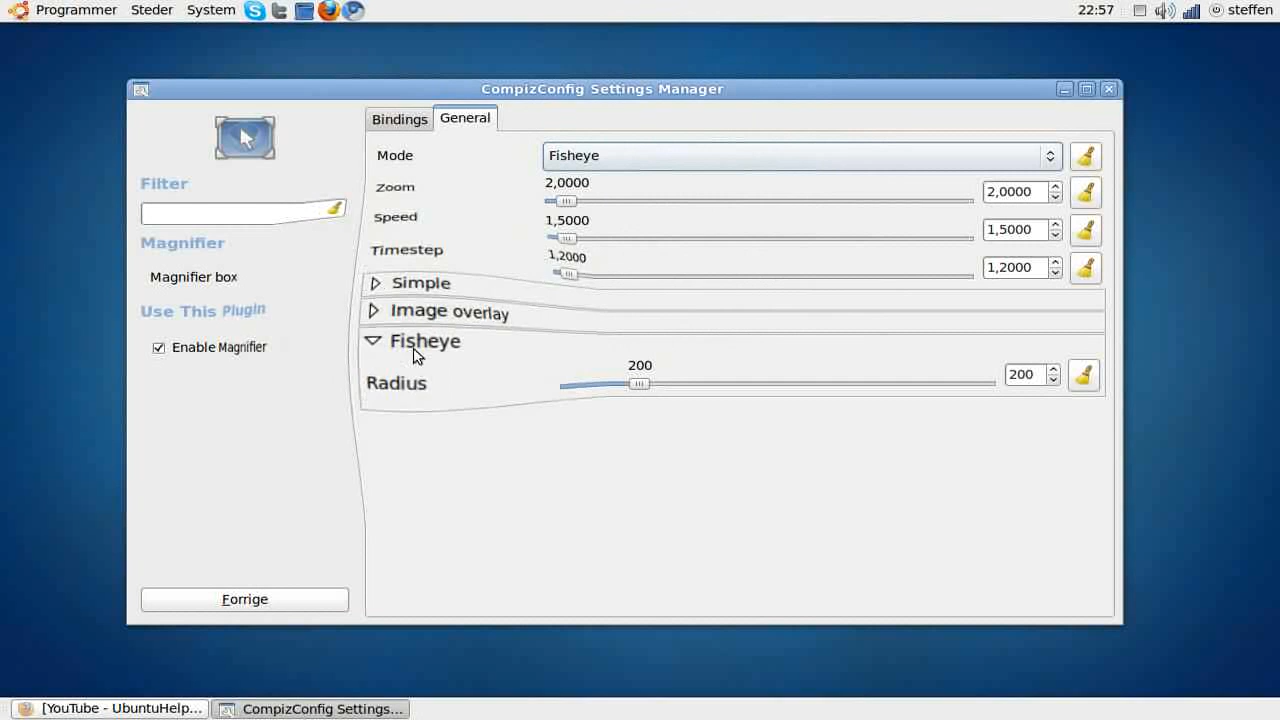 Programmer Steder System 22:57 steffen
CompizConfig Settings Manager
Bindings General
Mode Fisheye
Filter
Zoom 2,0000 2,0000
Speed 1,5000 1,5000
Magnifier
Timestep 1,2000 1,2000
Magnifier box
Simple
Use This Plugin
Image overlay
Enable Magnifier
Fisheye
Radius 200 200
Forrige
[YouTube - UbuntuHelp... CompizConfig Settings...